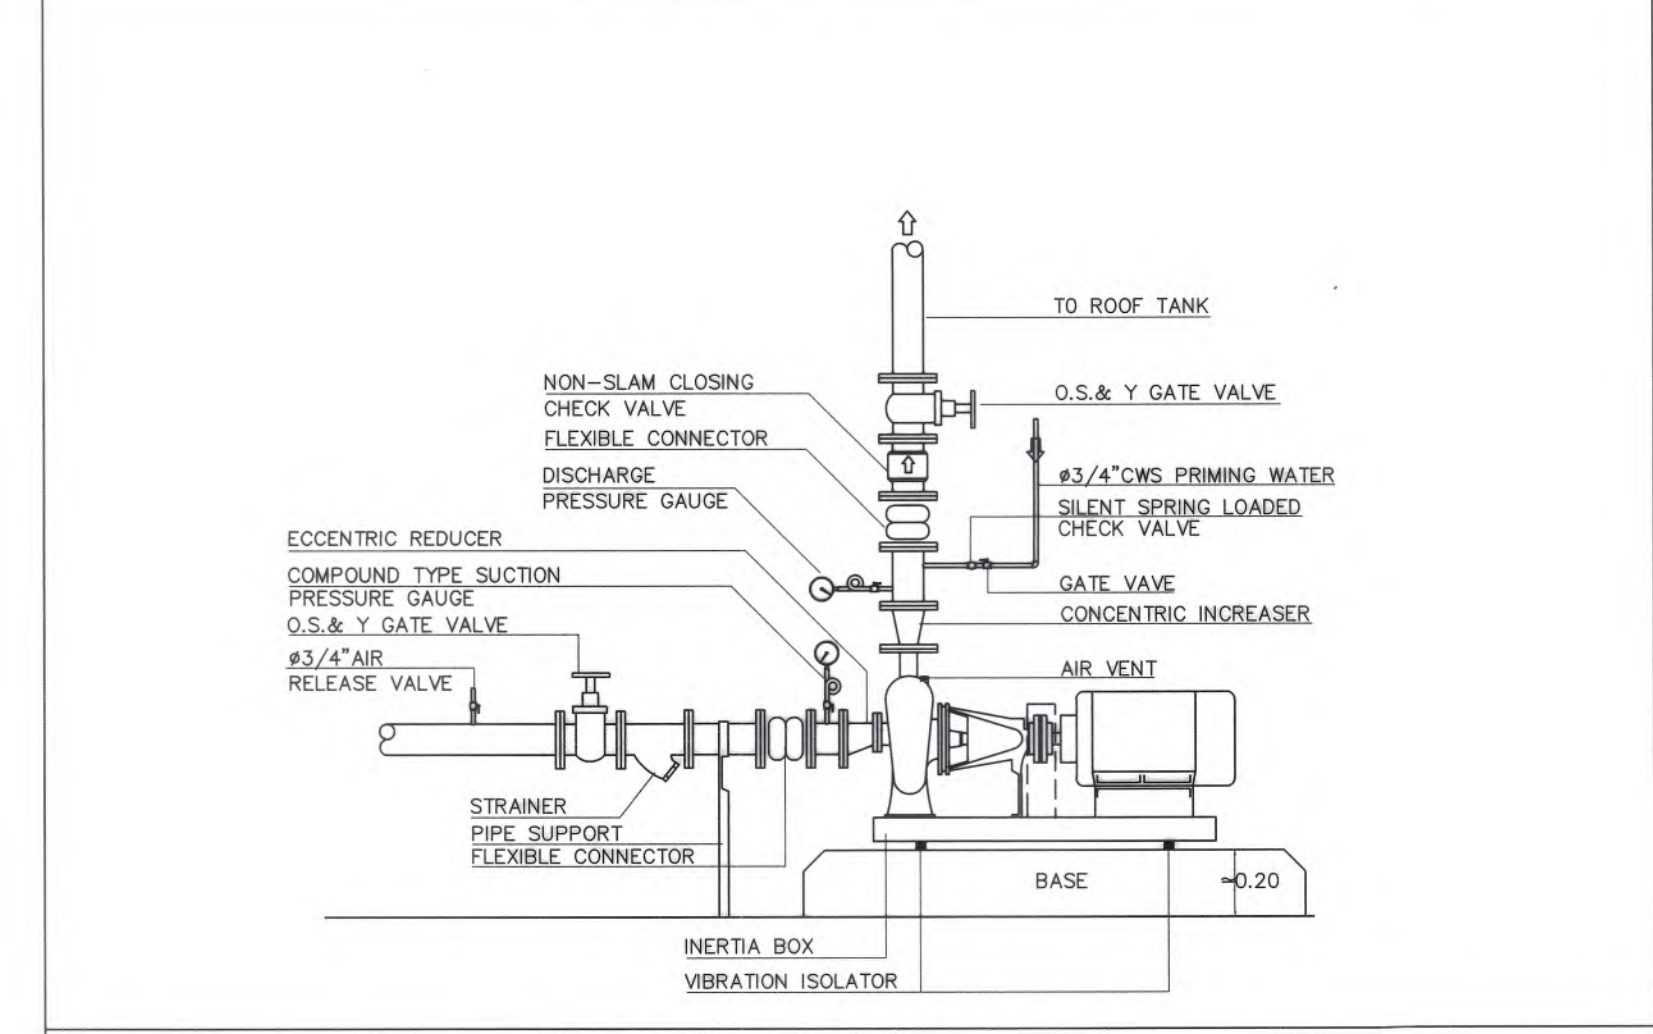 TO ROOF TANK
NON-SLAM CLOSING
CHECK VALVE
O.S.& Y GATE VALVE
FLEXIBLE CONNECTOR
DISCHARGE
PRESSURE GAUGE
ø3/4"CWS PRIMING WATER
SILENT SPRING LOADED
CHECK VALVE
ECCENTRIC REDUCER
COMPOUND TYPE SUCTION
PRESSURE GAUGE
GATE VAVE
CONCENTRIC INCREASER
O.S.& Y GATE VALVE
ø3/4"AIR
RELEASE VALVE
AIR VENT
STRAINER
PIPE SUPPORT
FLEXIBLE CONNECTOR
BASE
≃0.20
INERTIA BOX
VIBRATION ISOLATOR